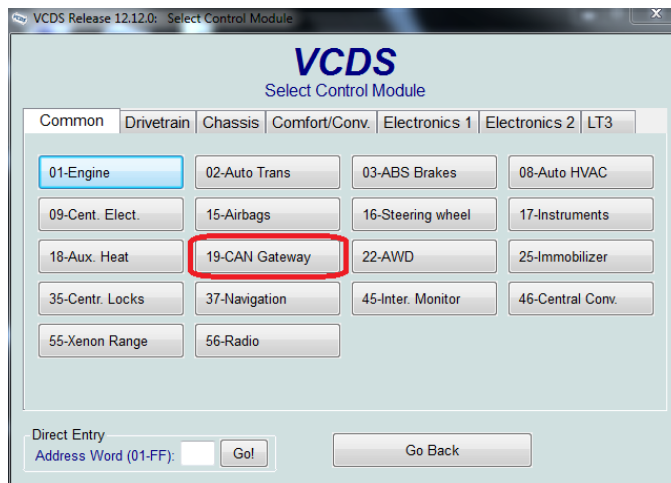 VCDS Release 12.12.0: Select Control Module
x
VCDS
Select Control Module
Common Drivetrain Chassis Comfort/Conv. Electronics 1 Electronics 2 LT3
01-Engine 02-Auto Trans 03-ABS Brakes 08-Auto HVAC
09-Cent. Elect. 15-Airbags 16-Steering wheel 17-Instruments
18-Aux. Heat 19-CAN Gateway 22-AWD 25-Immobilizer
35-Centr. Locks 37-Navigation 45-Inter. Monitor 46-Central Conv.
55-Xenon Range 56-Radio
Direct Entry
Address Word (01-FF): Go! Go Back